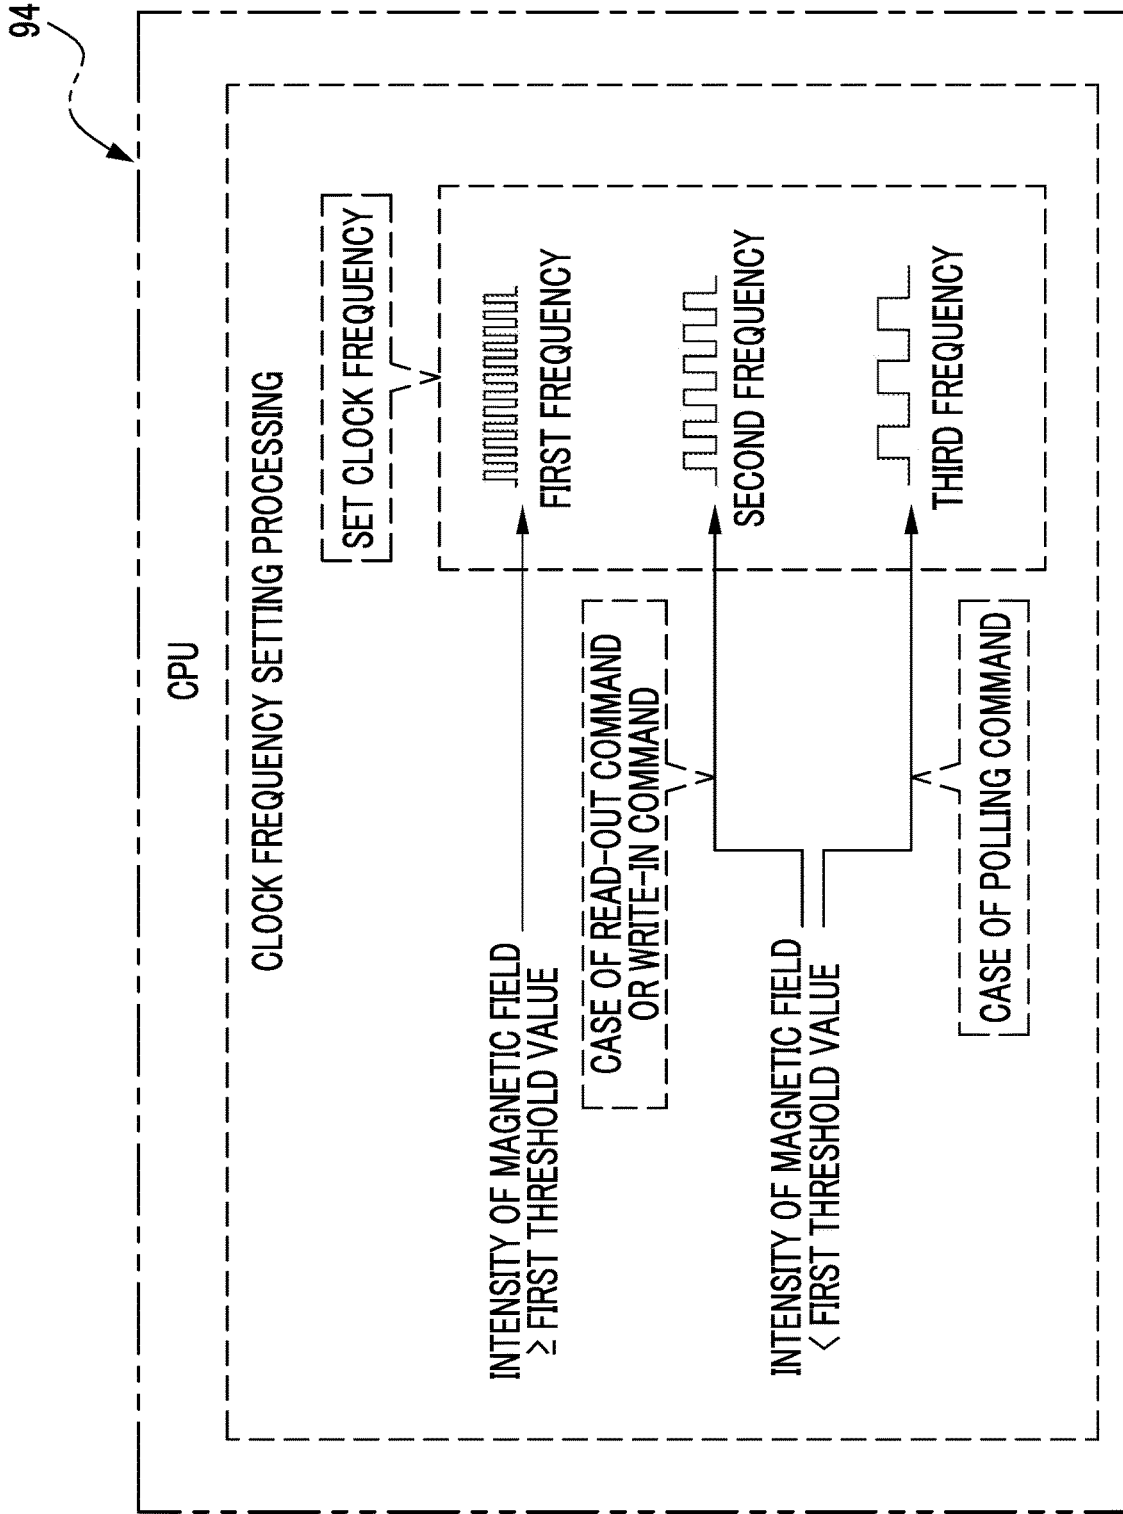 94
CPU
CLOCK FREQUENCY SETTING PROCESSING
SET CLOCK FREQUENCY
INTENSITY OF MAGNETIC FIELD
≥ FIRST THRESHOLD VALUE
FIRST FREQUENCY
CASE OF READ-OUT COMMAND
OR WRITE-IN COMMAND
SECOND FREQUENCY
INTENSITY OF MAGNETIC FIELD
< FIRST THRESHOLD VALUE
THIRD FREQUENCY
CASE OF POLLING COMMAND